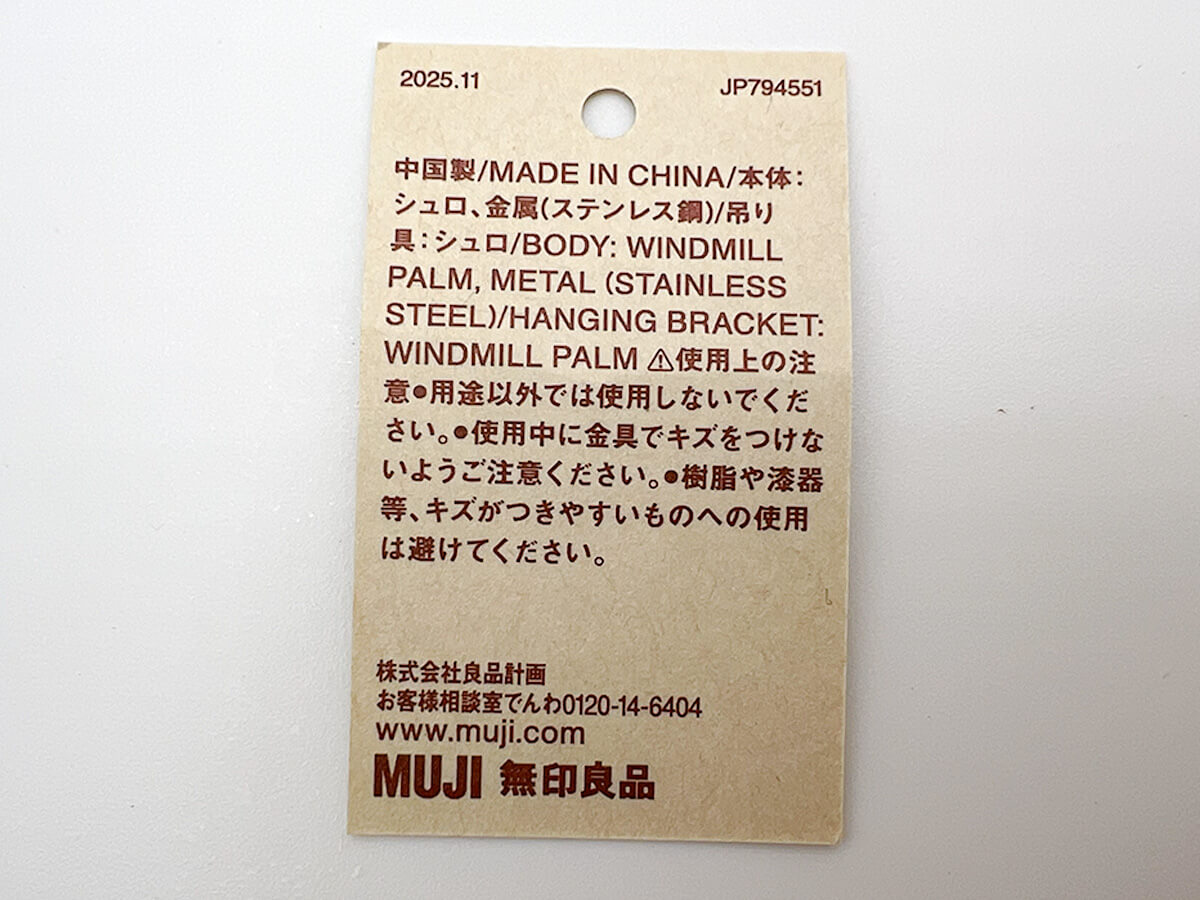 2025.11
JP794551
中国製/MADE IN CHINA/本体:
シュロ、金属(ステンレス鋼)/吊り
具:シュロ/BODY: WINDMILL
PALM, METAL (STAINLESS
STEEL)/HANGING BRACKET:
WINDMILL PALM ⚠使用上の注
意●用途以外では使用しないでくだ
さい。●使用中に金具でキズをつけな
いようご注意ください。●樹脂や漆器
等、キズがつきやすいものへの使用
は避けてください。
株式会社良品計画
お客様相談室でんわ0120-14-6404
www.muji.com
MUJI 無印良品